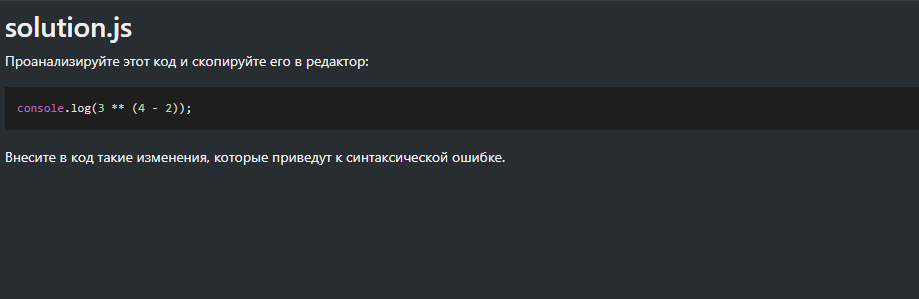 solution.js
Проанализируйте этот код и скопируйте его в редактор:
console.log(3 ** (4 - 2));
Внесите в код такие изменения, которые приведут к синтаксической ошибке.